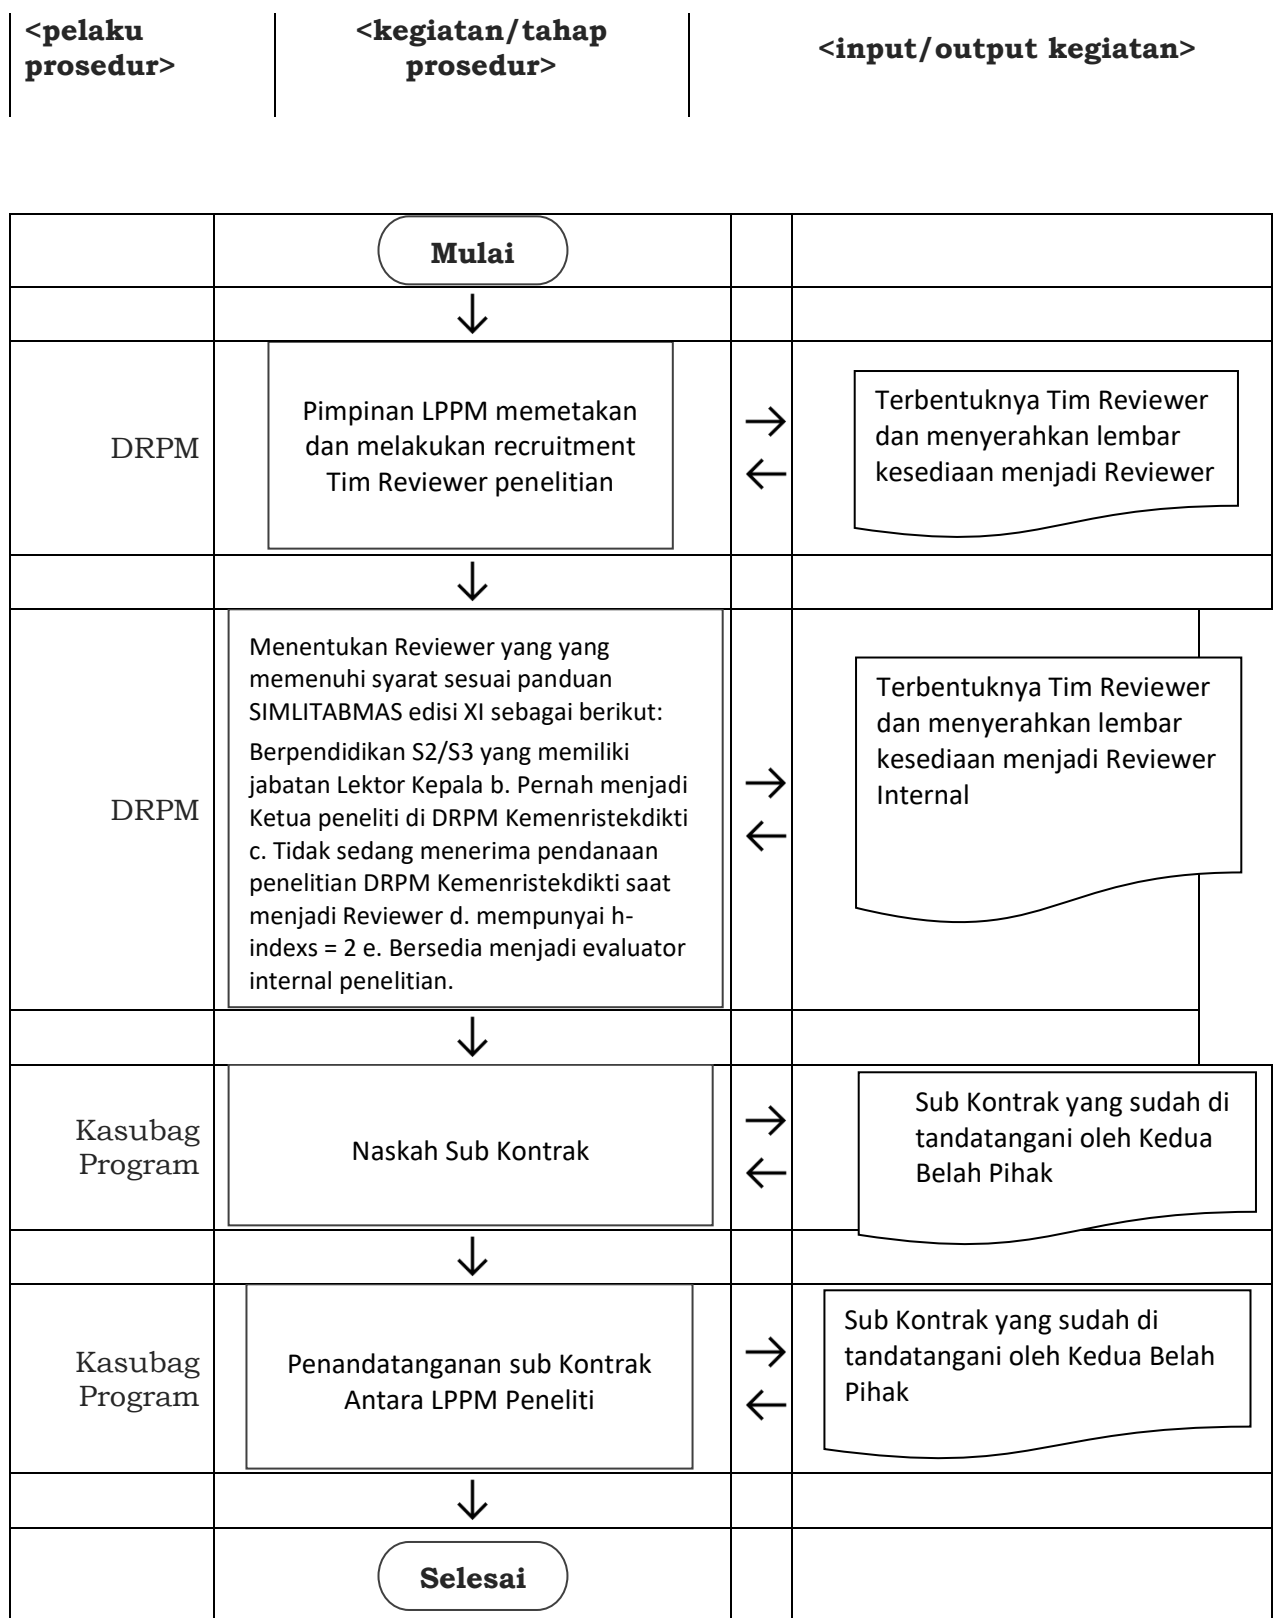 <pelaku
prosedur>
<kegiatan/tahap
prosedur>
<input/output kegiatan>
Mulai
DRPM
Pimpinan LPPM memetakan
dan melakukan recruitment
Tim Reviewer penelitian
Terbentuknya Tim Reviewer
dan menyerahkan lembar
kesediaan menjadi Reviewer
DRPM
Menentukan Reviewer yang yang
memenuhi syarat sesuai panduan
SIMLITABMAS edisi XI sebagai berikut:
Berpendidikan S2/S3 yang memiliki
jabatan Lektor Kepala b. Pernah menjadi
Ketua peneliti di DRPM Kemenristekdikti
c. Tidak sedang menerima pendanaan
penelitian DRPM Kemenristekdikti saat
menjadi Reviewer d. mempunyai h-
indexs = 2 e. Bersedia menjadi evaluator
internal penelitian.
Terbentuknya Tim Reviewer
dan menyerahkan lembar
kesediaan menjadi Reviewer
Internal
Kasubag
Program
Naskah Sub Kontrak
Sub Kontrak yang sudah di
tandatangani oleh Kedua
Belah Pihak
Kasubag
Program
Penandatanganan sub Kontrak
Antara LPPM Peneliti
Sub Kontrak yang sudah di
tandatangani oleh Kedua Belah
Pihak
Selesai